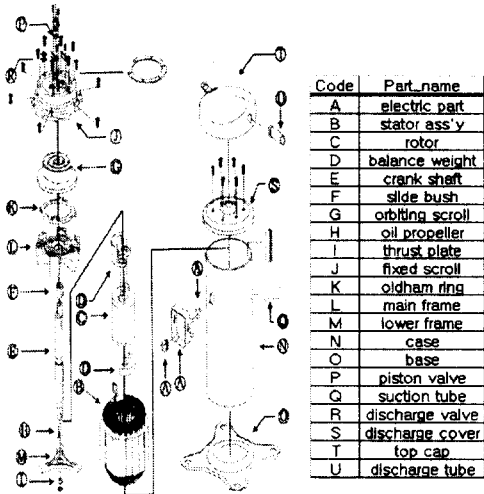 Code Part_name
A electric part
B stator ass'y
C rotor
D balance weight
E crank shaft
F slide bush
G orbiting scroll
H oil propeller
I thrust plate
J fixed scroll
K oldham ring
L main frame
M lower frame
N case
O base
P piston valve
Q suction tube
R discharge valve
S discharge cover
T top cap
U discharge tube
J
G
K
S
A
N
D
C
B
M
A
A